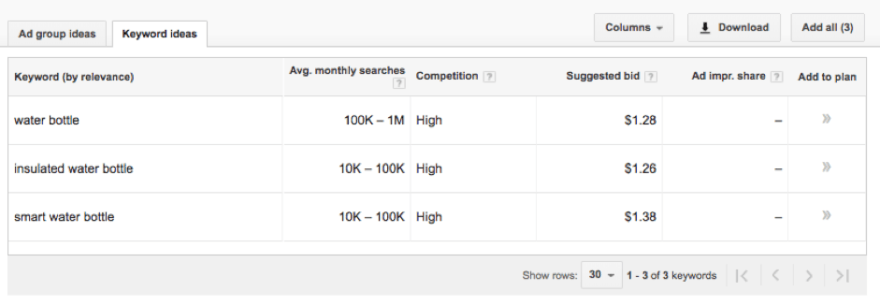 Ad group ideas Keyword ideas Columns Download Add all (3)
Keyword (by relevance) Avg. monthly searches ? Competition ? Suggested bid ? Ad impr. share ? Add to plan
water bottle 100K – 1M High $1.28 – »
insulated water bottle 10K – 100K High $1.26 – »
smart water bottle 10K – 100K High $1.38 – »
Show rows: 30 1 - 3 of 3 keywords |< < > >|